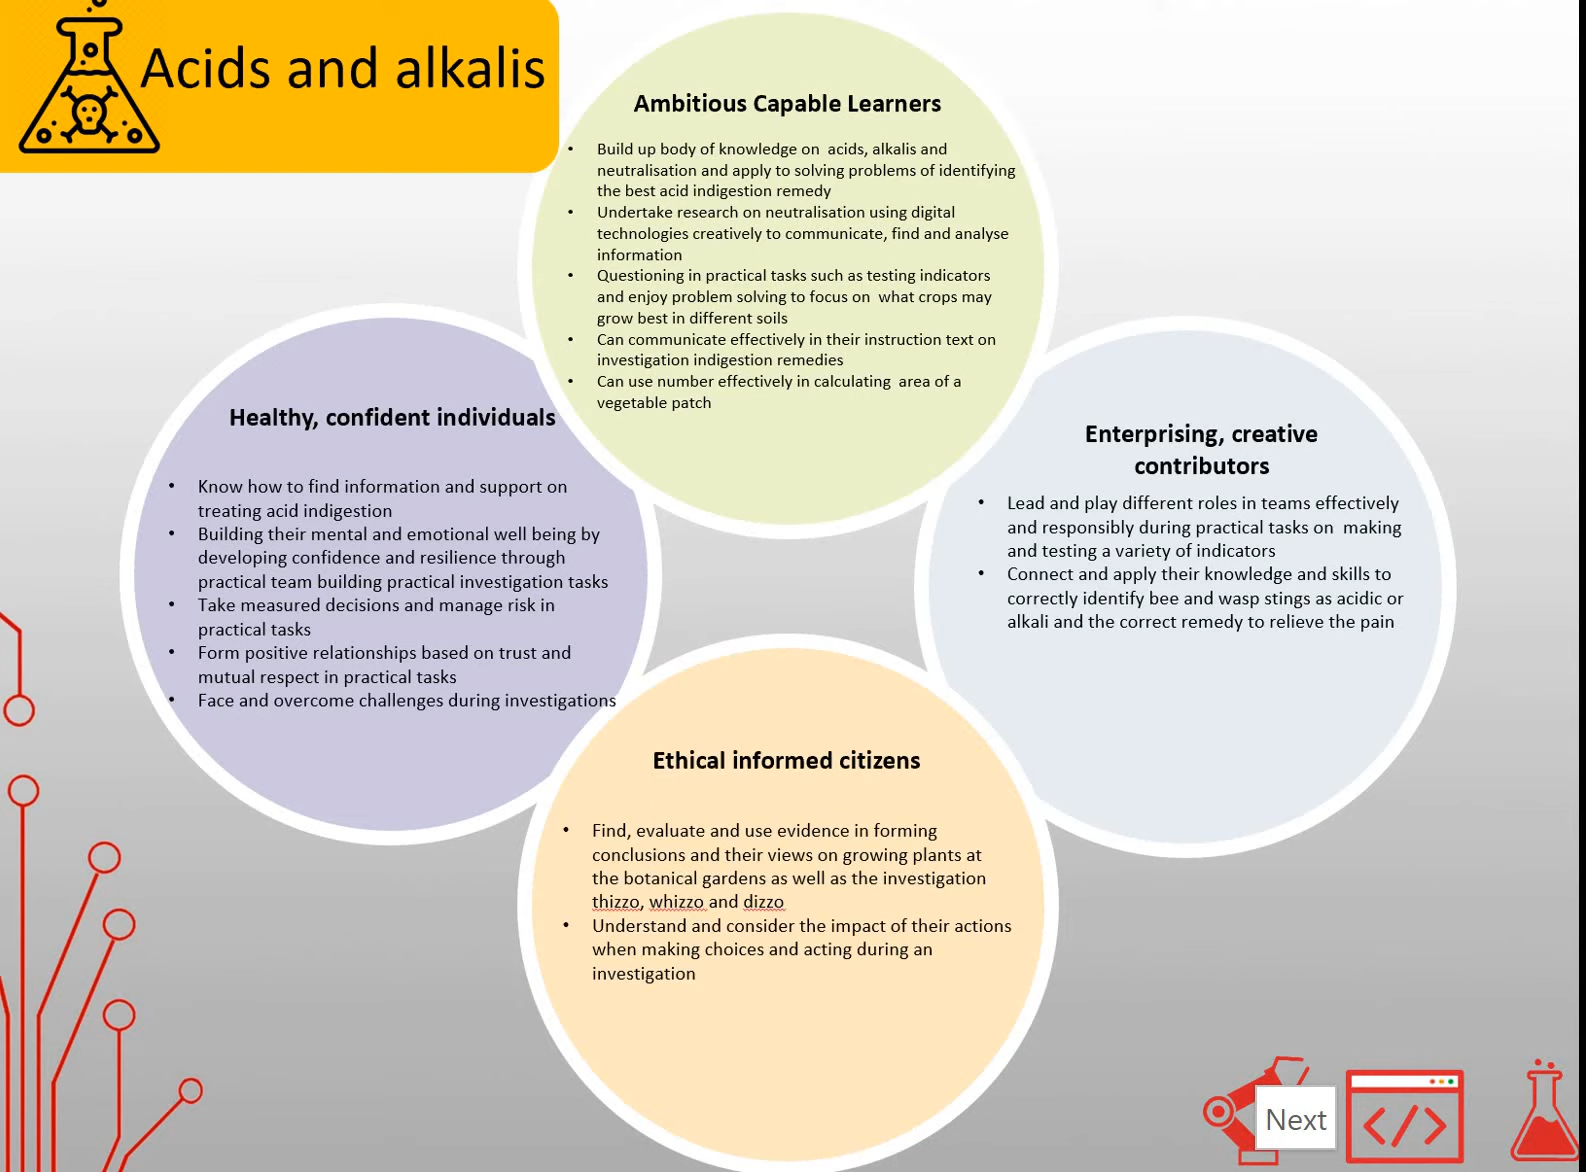 Acids and alkalis
Ambitious Capable Learners
• Build up body of knowledge on  acids, alkalis and
neutralisation and apply to solving problems of identifying
the best acid indigestion remedy
• Undertake research on neutralisation using digital
technologies creatively to communicate, find and analyse
information
• Questioning in practical tasks such as testing indicators
and enjoy problem solving to focus on  what crops may
grow best in different soils
• Can communicate effectively in their instruction text on
investigation indigestion remedies
• Can use number effectively in calculating  area of a
vegetable patch
Healthy, confident individuals
• Know how to find information and support on
treating acid indigestion
• Building their mental and emotional well being by
developing confidence and resilience through
practical team building practical investigation tasks
• Take measured decisions and manage risk in
practical tasks
• Form positive relationships based on trust and
mutual respect in practical tasks
• Face and overcome challenges during investigations
Enterprising, creative
contributors
• Lead and play different roles in teams effectively
and responsibly during practical tasks on  making
and testing a variety of indicators
• Connect and apply their knowledge and skills to
correctly identify bee and wasp stings as acidic or
alkali and the correct remedy to relieve the pain
Ethical informed citizens
• Find, evaluate and use evidence in forming
conclusions and their views on growing plants at
the botanical gardens as well as the investigation
thizzo, whizzo and dizzo
• Understand and consider the impact of their actions
when making choices and acting during an
investigation
Next